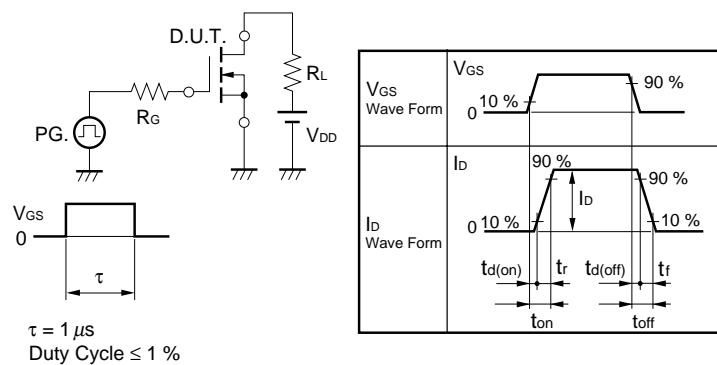 D.U.T.
RL
RG
PG.
VDD
VGS
0
τ
τ = 1 μs
Duty Cycle ≤ 1 %
VGS
Wave Form
VGS
10 %
90 %
0
ID
Wave Form
ID
90 %
90 %
ID
10 %
10 %
0
td(on)
tr
td(off)
tf
ton
toff